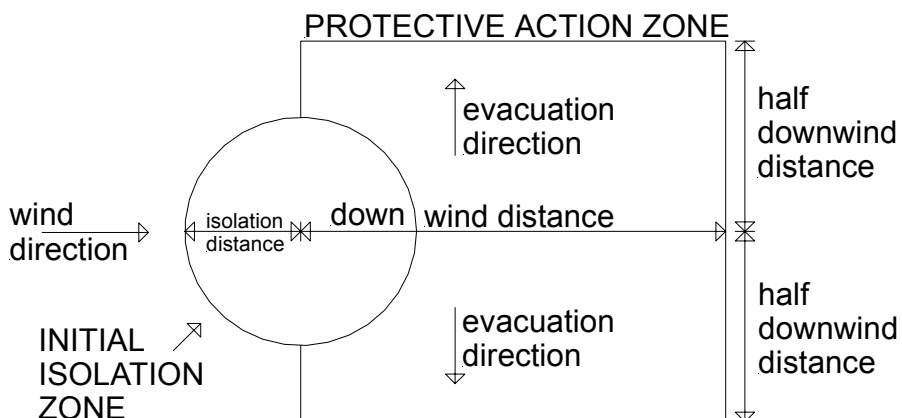 PROTECTIVE ACTION ZONE
evacuation
direction
half
downwind
distance
wind
direction
isolation
distance
down wind distance
evacuation
direction
half
downwind
distance
INITIAL
ISOLATION
ZONE